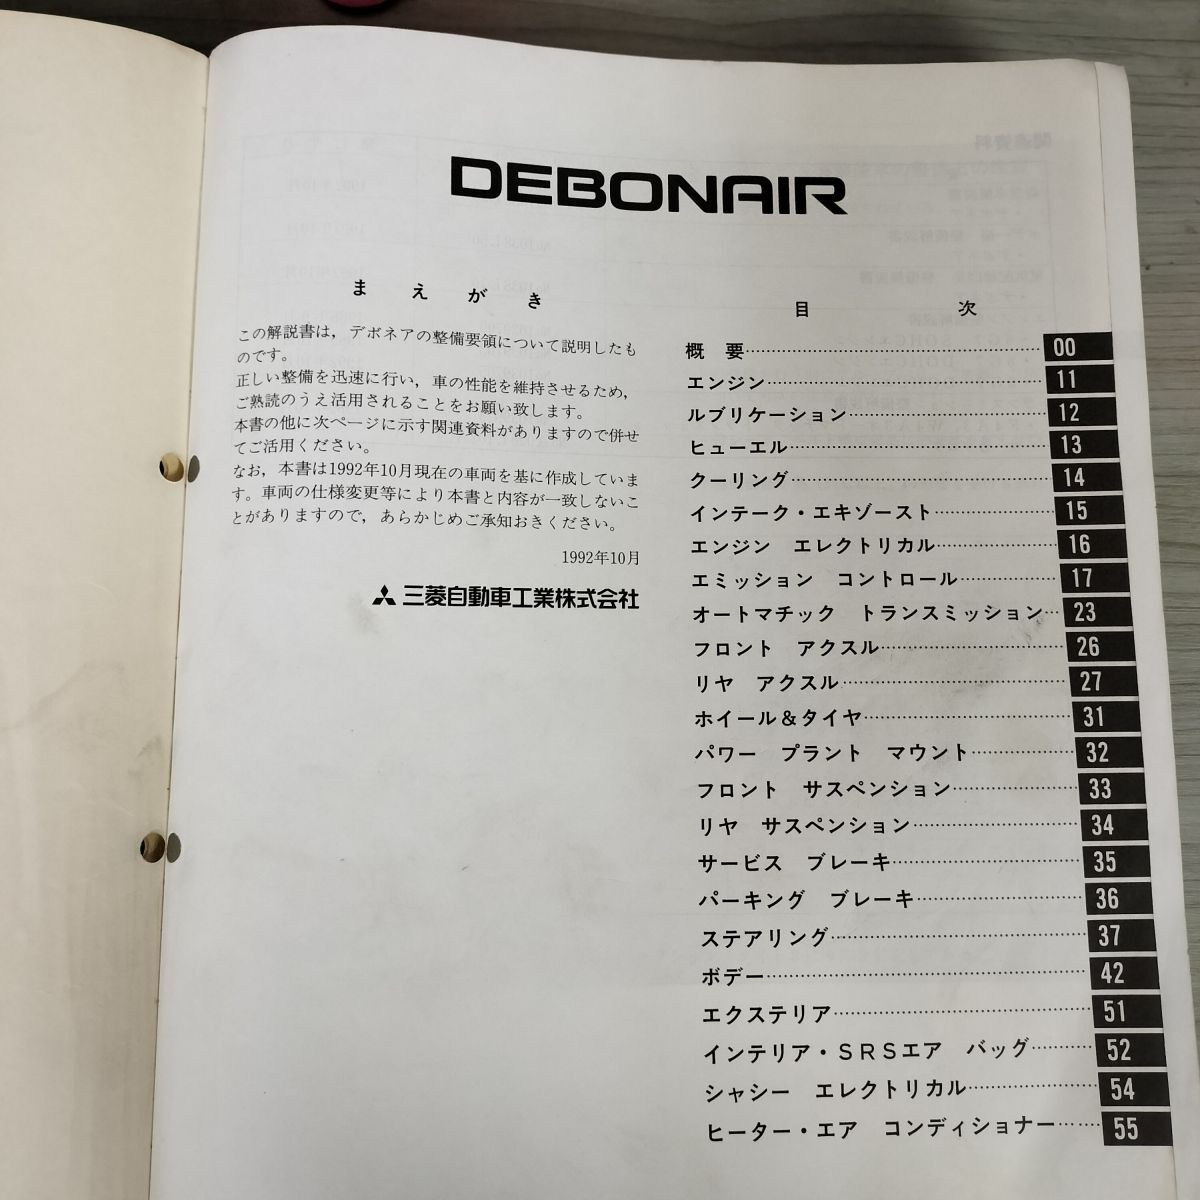 DEBONAIR
まえがき
この解説書は，デボネアの整備要領について説明したも
のです。
正しい整備を迅速に行い，車の性能を維持させるため，
ご熟読のうえ活用されることをお願い致します。
本書の他に次ページに示す関連資料がありますので併せ
てご活用ください。
なお，本書は1992年10月現在の車両を基に作成していま
す。車両の仕様変更等により本書と内容が一致しないこ
とがありますので，あらかじめご承知おきください。
1992年10月
三菱自動車工業株式会社
目次
概要 00
エンジン 11
ルブリケーション 12
ヒューエル 13
クーリング 14
インテーク・エキゾースト 15
エンジン エレクトリカル 16
エミッション コントロール 17
オートマチック トランスミッション 23
フロント アクスル 26
リヤ アクスル 27
ホイール＆タイヤ 31
パワー プラント マウント 32
フロント サスペンション 33
リヤ サスペンション 34
サービス ブレーキ 35
パーキング ブレーキ 36
ステアリング 37
ボデー 42
エクステリア 51
インテリア・SRSエア バッグ 52
シャシー エレクトリカル 54
ヒーター・エア コンディショナー 55